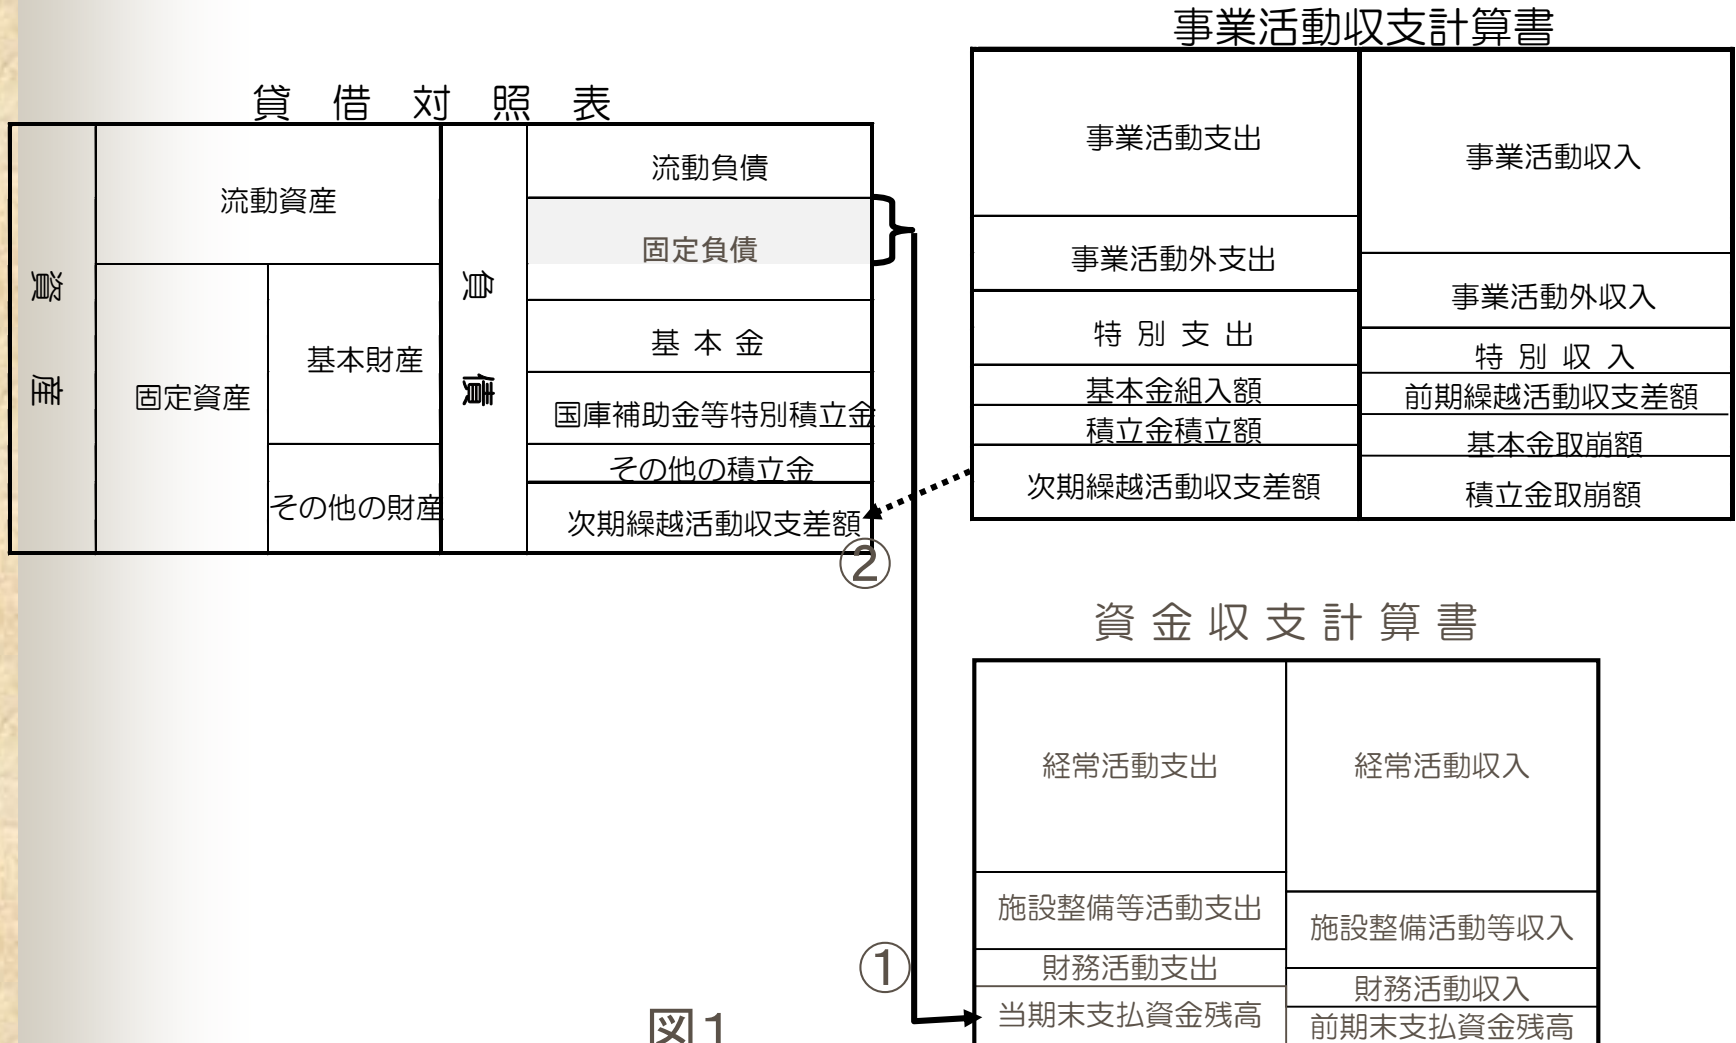 事業活動収支計算書
貸借対照表
資産
流動資産
固定資産
基本財産
その他の財産
負債
流動負債
固定負債
基本金
国庫補助金等特別積立金
その他の積立金
次期繰越活動収支差額
②
事業活動支出
事業活動外支出
特別支出
基本金組入額
積立金積立額
次期繰越活動収支差額
事業活動収入
事業活動外収入
特別収入
前期繰越活動収支差額
基本金取崩額
積立金取崩額
資金収支計算書
経常活動支出
施設整備等活動支出
財務活動支出
当期末支払資金残高
経常活動収入
施設整備活動等収入
財務活動収入
前期末支払資金残高
①
図1